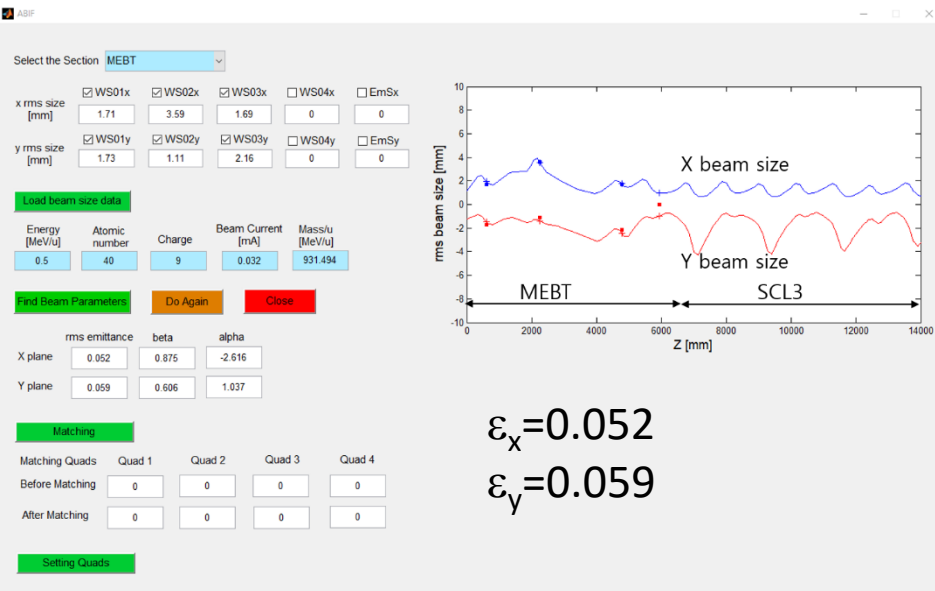 ABIF
Select the Section MEBT
WS01x WS02x WS03x WS04x EmSx
x rms size [mm] 1.71 3.59 1.69 0 0
WS01y WS02y WS03y WS04y EmSy
y rms size [mm] 1.73 1.11 2.16 0 0
Load beam size data
Energy [MeV/u] Atomic number Charge Beam Current [mA] Mass/u [MeV/u]
0.5 40 9 0.032 931.494
Find Beam Parameters Do Again Close
rms emittance beta alpha
X plane 0.052 0.875 -2.616
Y plane 0.059 0.606 1.037
Matching
Matching Quads Quad 1 Quad 2 Quad 3 Quad 4
Before Matching 0 0 0 0
After Matching 0 0 0 0
Setting Quads
rms beam size [mm]
10
8
6
4
2
0
-2
-4
-6
-8
-10
X beam size
Y beam size
MEBT SCL3
0 2000 4000 6000 8000 10000 12000 14000
Z [mm]
εx=0.052
εy=0.059